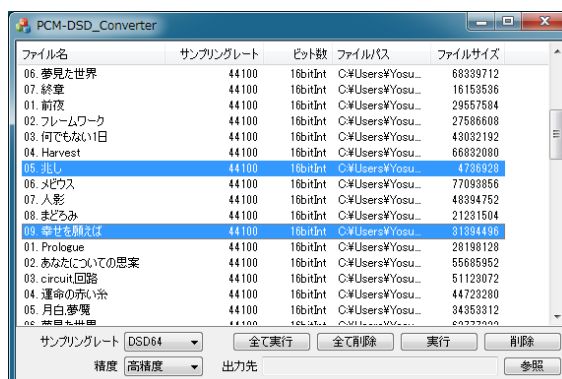 PCM-DSD_Converter
ファイル名 サンプリングレート ビット数 ファイルパス ファイルサイズ
06. 夢見た世界 44100 16bitInt C:¥Users¥Yosu... 68339712
07. 終章 44100 16bitInt C:¥Users¥Yosu... 16153536
01. 前夜 44100 16bitInt C:¥Users¥Yosu... 29557584
02. フレームワーク 44100 16bitInt C:¥Users¥Yosu... 27586608
03. 何でもない1日 44100 16bitInt C:¥Users¥Yosu... 43032192
04. Harvest 44100 16bitInt C:¥Users¥Yosu... 66832080
05. 兆し 44100 16bitInt C:¥Users¥Yosu... 4736928
06. メビウス 44100 16bitInt C:¥Users¥Yosu... 77093856
07. 人影 44100 16bitInt C:¥Users¥Yosu... 48394752
08. まどろみ 44100 16bitInt C:¥Users¥Yosu... 21231504
09. 幸せを願えば 44100 16bitInt C:¥Users¥Yosu... 31394496
01. Prologue 44100 16bitInt C:¥Users¥Yosu... 28198128
02. あなたについての思案 44100 16bitInt C:¥Users¥Yosu... 55685952
03. circuit,回路 44100 16bitInt C:¥Users¥Yosu... 51123072
04. 運命の赤い糸 44100 16bitInt C:¥Users¥Yosu... 44723280
05. 月白,夢魘 44100 16bitInt C:¥Users¥Yosu... 34353312
サンプリングレート DSD64 全て実行 全て削除 実行 削除
精度 高精度 出力先 参照